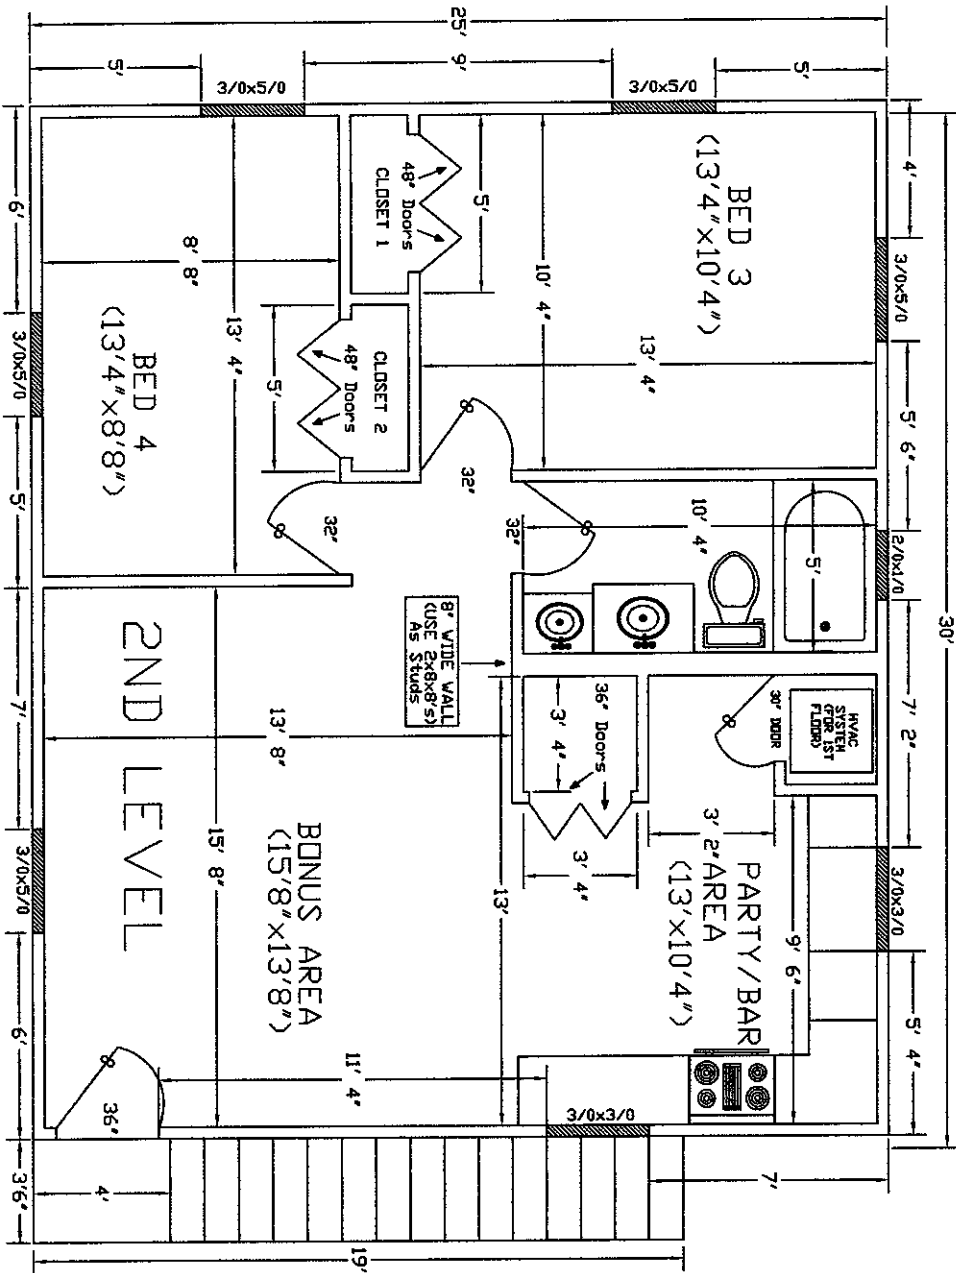 30'
4'
3/0x5/0
5' 6"
2/0x1/0
7' 2"
3/0x3/0
5' 4"
5'
3/0x5/0
9'
5'
25'
BED 3
(13'4"x10'4")
10' 4"
13' 4"
5'
10' 4"
5'
HVAC
SYSTEM
(FOR 1ST
FLOOR)
30" DOOR
PARTY/BAR
AREA
(13'x10'4")
9' 6"
3' 2"
36" Doors
3' 4"
3' 4"
13'
7'
3/0x3/0
5'
48" Doors
CLOSET 1
CLOSET 2
48" Doors
5'
32"
32"
32"
8" WIDE WALL
(USE 2x8x8's)
As Studs
8' 8"
13' 4"
BED 4
(13'4"x8'8")
BONUS AREA
(15'8"x13'8")
13' 8"
15' 8"
11' 4"
36"
2ND LEVEL
3/0x5/0
4'
19'
6'
3/0x5/0
5'
7'
3/0x5/0
6'
3'6"